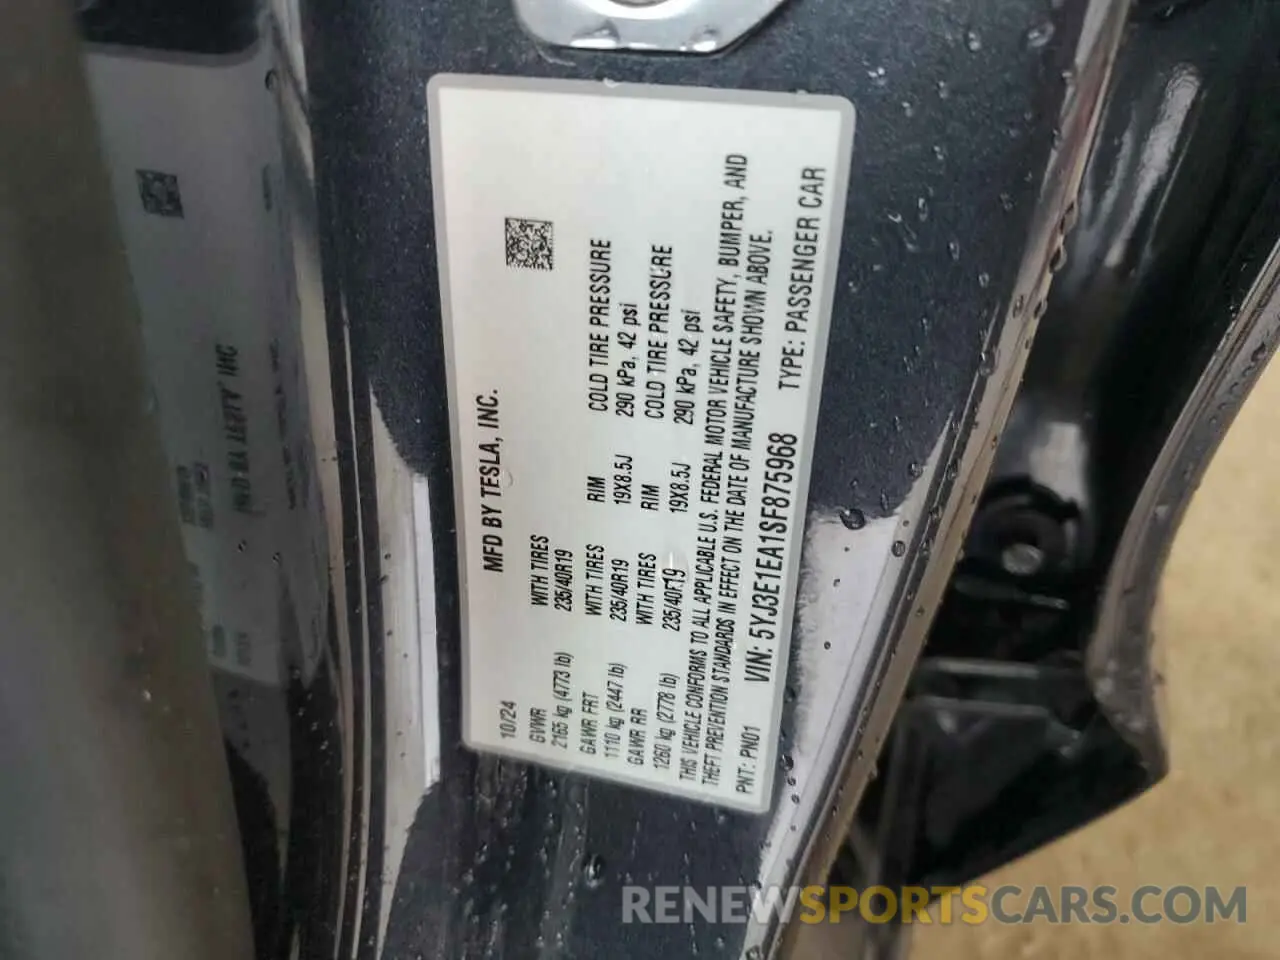 MFD BY TESLA, INC.
10/24
GVWR WITH TIRES
2165 kg (4773 lb) 235/40R19
GAWR FRT WITH TIRES RIM COLD TIRE PRESSURE
1110 kg (2447 lb) 235/40R19 19X8.5J 290 kPa, 42 psi
GAWR RR WITH TIRES RIM COLD TIRE PRESSURE
1260 kg (2778 lb) 235/40R19 19X8.5J 290 kPa, 42 psi
THIS VEHICLE CONFORMS TO ALL APPLICABLE U.S. FEDERAL MOTOR VEHICLE SAFETY, BUMPER, AND
THEFT PREVENTION STANDARDS IN EFFECT ON THE DATE OF MANUFACTURE SHOWN ABOVE.
PNT: PN01 VIN: 5YJ3E1EA1SF875968 TYPE: PASSENGER CAR
RENEWSPORTSCARS.COM